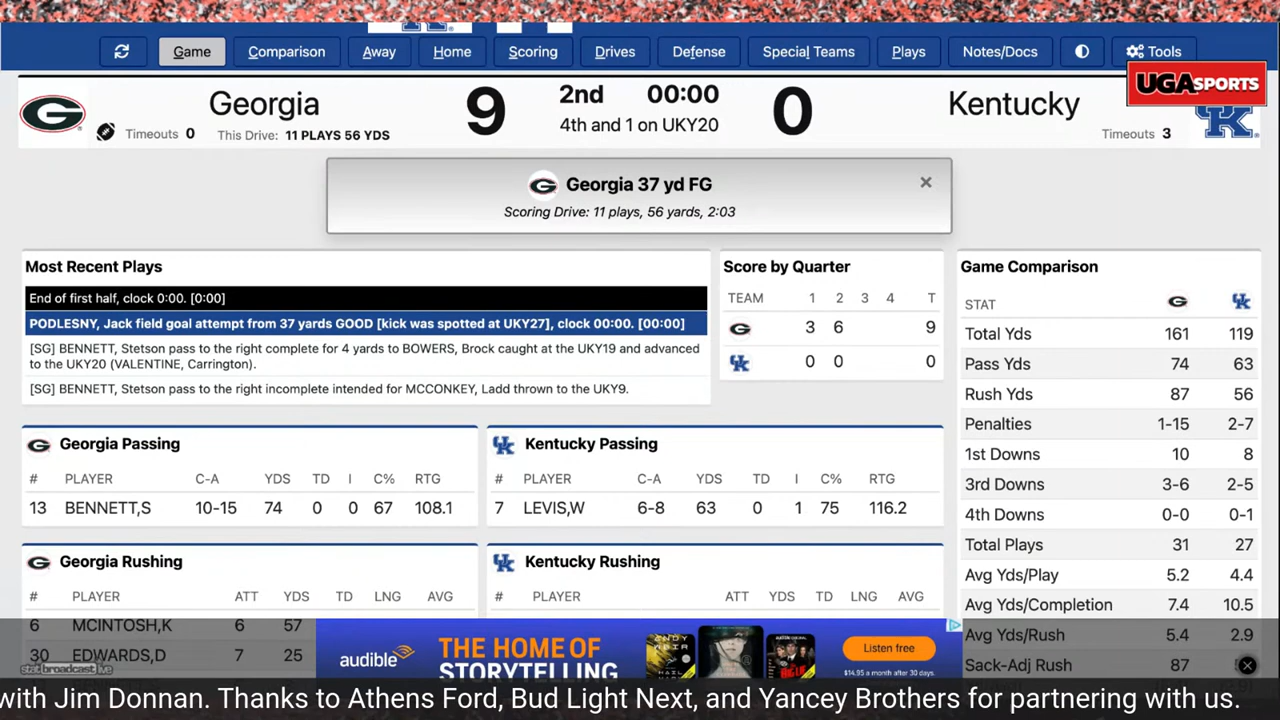 Game
Comparison
Away
Home
Scoring
Drives
Defense
Special Teams
Plays
Notes/Docs
Tools
UGASPORTS
Georgia
9
2nd 00:00
0
Kentucky
Timeouts 0
This Drive: 11 PLAYS 56 YDS
4th and 1 on UKY20
Timeouts 3
Georgia 37 yd FG
Scoring Drive: 11 plays, 56 yards, 2:03
Most Recent Plays
End of first half, clock 0:00. [0:00]
PODLESNY, Jack field goal attempt from 37 yards GOOD [kick was spotted at UKY27], clock 00:00. [00:00]
[SG] BENNETT, Stetson pass to the right complete for 4 yards to BOWERS, Brock caught at the UKY19 and advanced
to the UKY20 (VALENTINE, Carrington).
[SG] BENNETT, Stetson pass to the right incomplete intended for MCCONKEY, Ladd thrown to the UKY9.
Score by Quarter
TEAM 1 2 3 4 T
G 3 6 9
UK 0 0 0
Game Comparison
STAT G UK
Total Yds 161 119
Pass Yds 74 63
Rush Yds 87 56
Penalties 1-15 2-7
1st Downs 10 8
3rd Downs 3-6 2-5
4th Downs 0-0 0-1
Total Plays 31 27
Avg Yds/Play 5.2 4.4
Avg Yds/Completion 7.4 10.5
Avg Yds/Rush 5.4 2.9
Sack-Adj Rush 87
Georgia Passing
# PLAYER C-A YDS TD I C% RTG
13 BENNETT,S 10-15 74 0 0 67 108.1
Kentucky Passing
# PLAYER C-A YDS TD I C% RTG
7 LEVIS,W 6-8 63 0 1 75 116.2
Georgia Rushing
# PLAYER ATT YDS TD LNG AVG
6 MCINTOSH,K 6 57
30 EDWARDS,D 7 25
Kentucky Rushing
# PLAYER ATT YDS TD LNG AVG
statbroadcast live
audible
THE HOME OF
STORYTELLING
Listen free
$14.95 a month after 30 days.
with Jim Donnan. Thanks to Athens Ford, Bud Light Next, and Yancey Brothers for partnering with us.